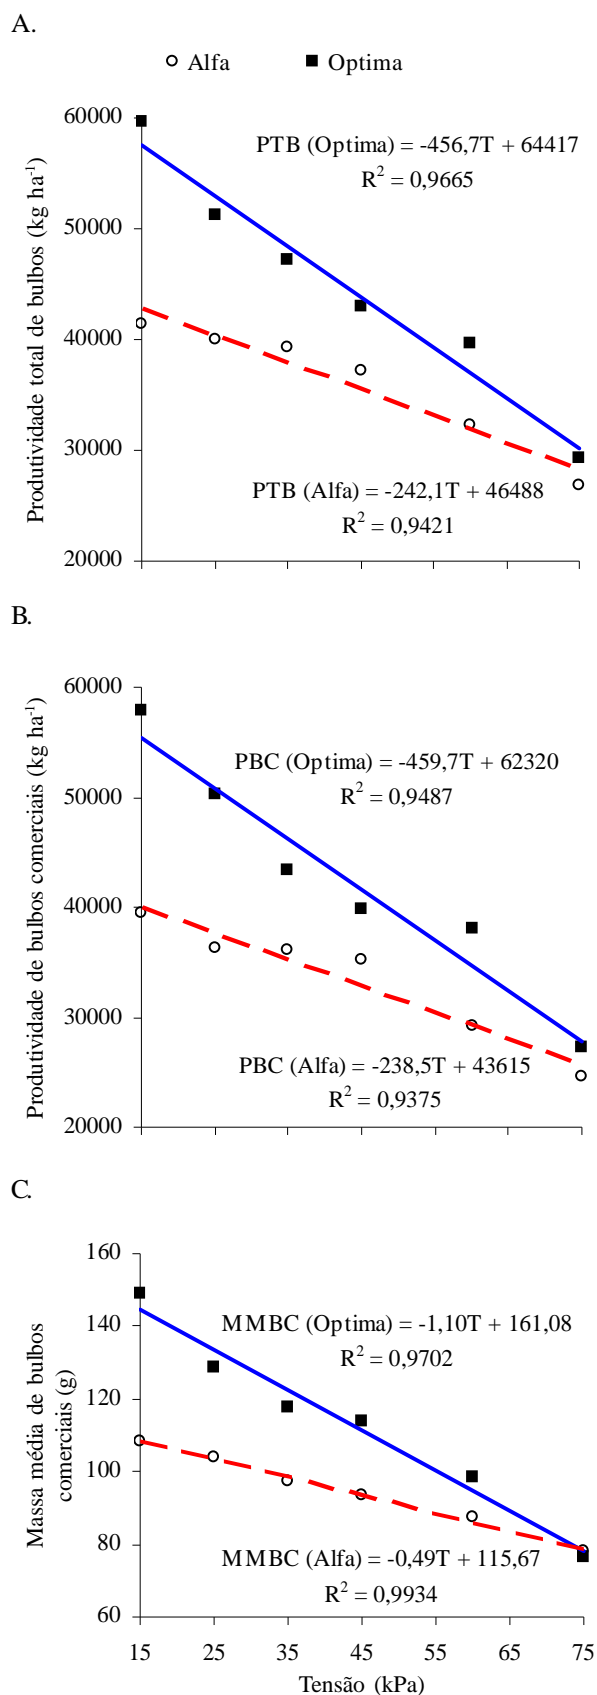 A.
Alfa Optima
Produtividade total de bulbos (kg ha⁻¹)
60000
50000
40000
30000
20000
PTB (Optima) = -456,7T + 64417
R² = 0,9665
PTB (Alfa) = -242,1T + 46488
R² = 0,9421
B.
Produtividade de bulbos comerciais (kg ha⁻¹)
60000
50000
40000
30000
20000
PBC (Optima) = -459,7T + 62320
R² = 0,9487
PBC (Alfa) = -238,5T + 43615
R² = 0,9375
C.
Massa média de bulbos
comerciais (g)
160
140
120
100
80
60
MMBC (Optima) = -1,10T + 161,08
R² = 0,9702
MMBC (Alfa) = -0,49T + 115,67
R² = 0,9934
15 25 35 45 55 65 75
Tensão (kPa)